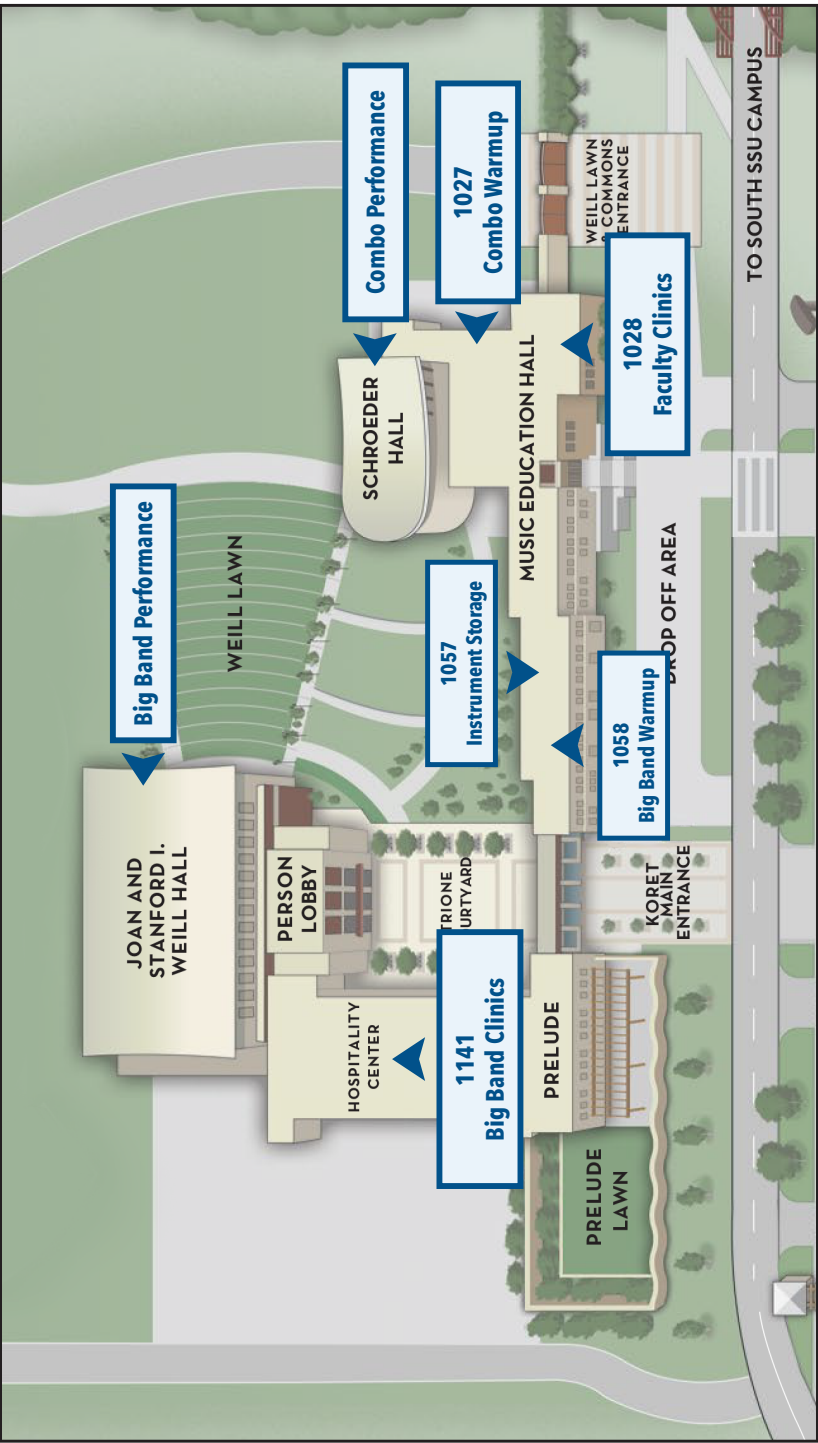 JOAN AND
STANFORD I.
WEILL HALL
Big Band Performance
WEILL LAWN
PERSON
LOBBY
HOSPITALITY
CENTER
SCHROEDER
HALL
Combo Performance
TRIONE
URTYARD
1141
Big Band Clinics
1057
Instrument Storage
1027
Combo Warmup
MUSIC EDUCATION HALL
PRELUDE
PRELUDE
LAWN
WEILL LAWN
& COMMONS
ENTRANCE
1058
Big Band Warmup
1028
Faculty Clinics
KORET
MAIN
ENTRANCE
DROP OFF AREA
TO SOUTH SSU CAMPUS